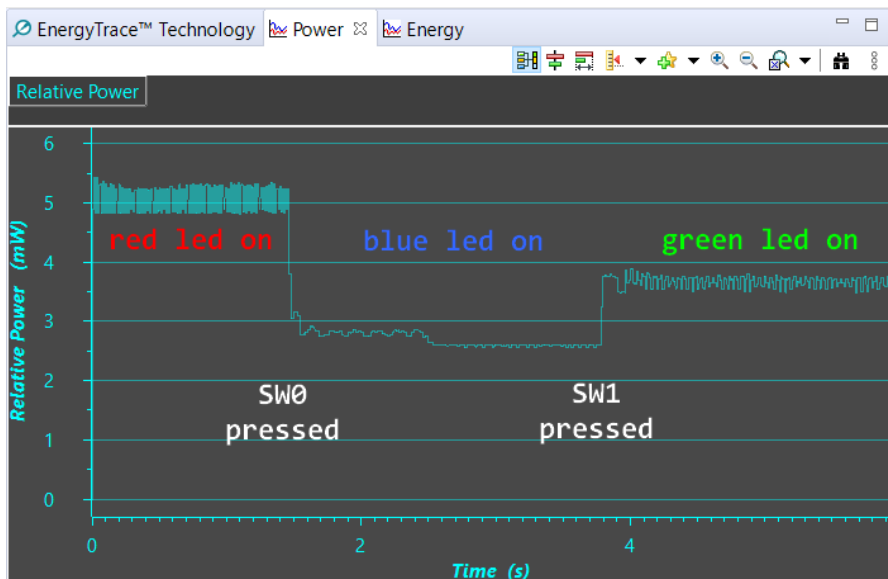 EnergyTrace™ Technology
Power
Energy
Relative Power
6
5
4
3
2
1
0
Relative Power (mW)
red led on
blue led on
green led on
SW0
pressed
SW1
pressed
0
2
4
Time (s)